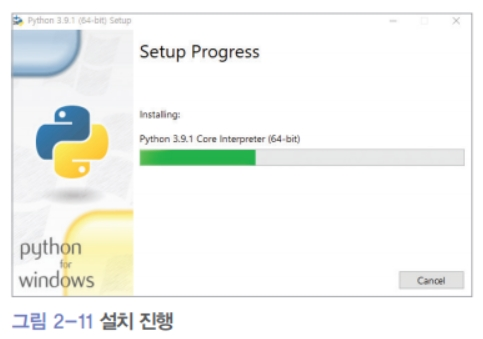 Python 3.9.1 (64-bit) Setup
Setup Progress
Installing:
Python 3.9.1 Core Interpreter (64-bit)
python
for
windows
Cancel
그림 2-11 설치 진행